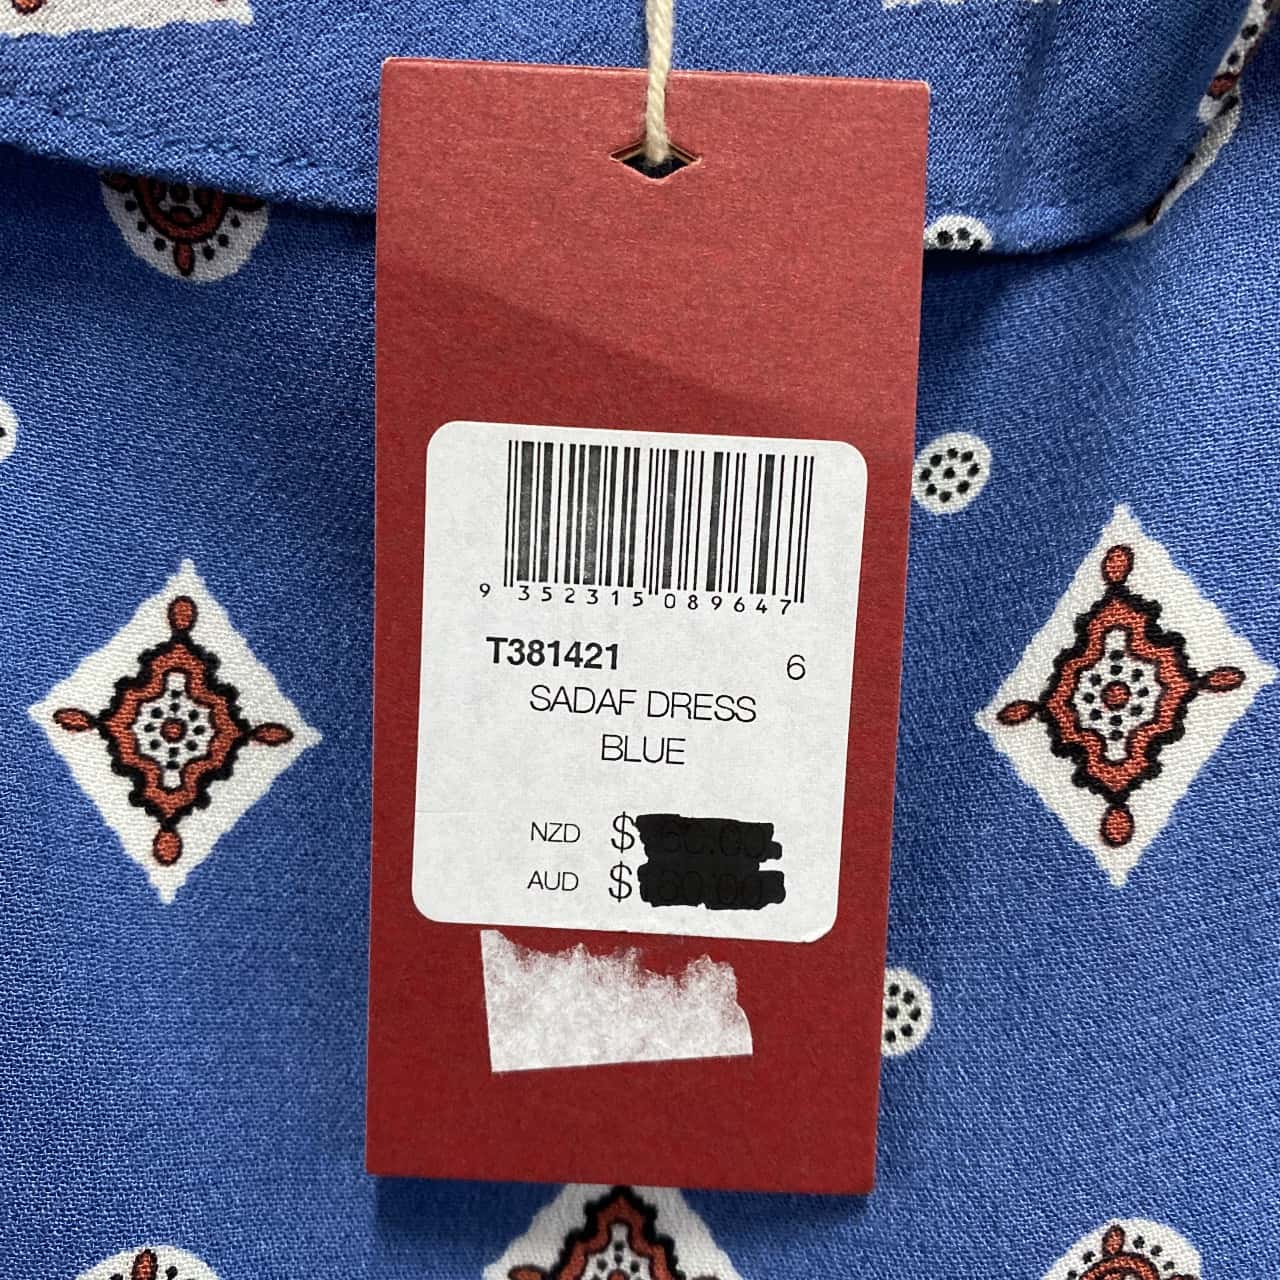 9 352315 089647
T381421 6
SADAF DRESS
BLUE
NZD $
AUD $